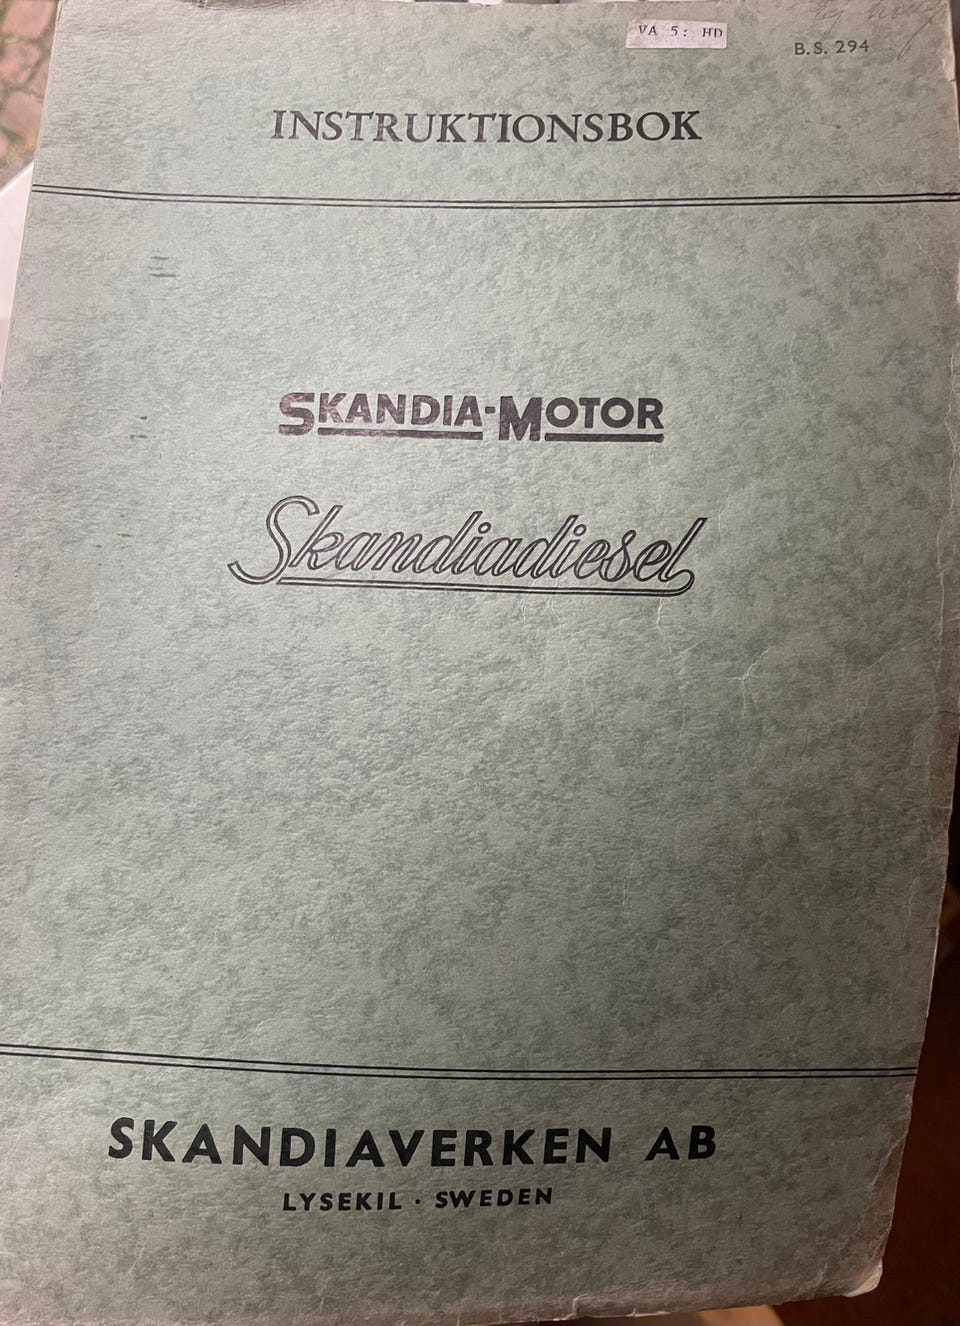 VA 5: HD
B.S. 294
INSTRUKTIONSBOK
SKANDIA-MOTOR
Skandiadiesel
SKANDIAVERKEN AB
LYSEKIL · SWEDEN